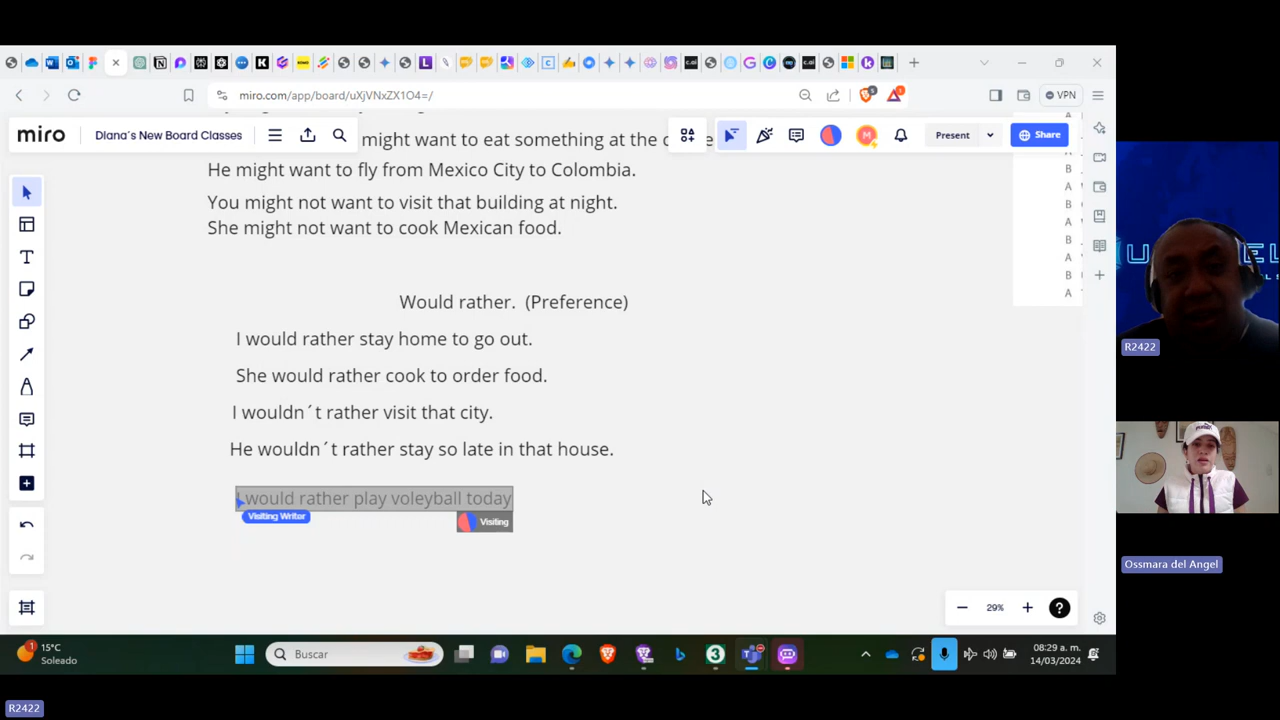 miro.com/app/board/uXjVNxZX1O4=/
VPN
miro
DIana's New Board Classes
Present
Share
might want to eat something at the c
He might want to fly from Mexico City to Colombia.
You might not want to visit that building at night.
She might not want to cook Mexican food.
Would rather. (Preference)
I would rather stay home to go out.
She would rather cook to order food.
I wouldn´t rather visit that city.
He wouldn´t rather stay so late in that house.
I would rather play voleyball today
Visiting Writer
Visiting
29%
15°C
Soleado
Buscar
08:29 a. m.
14/03/2024
R2422
Ossmara del Angel
R2422